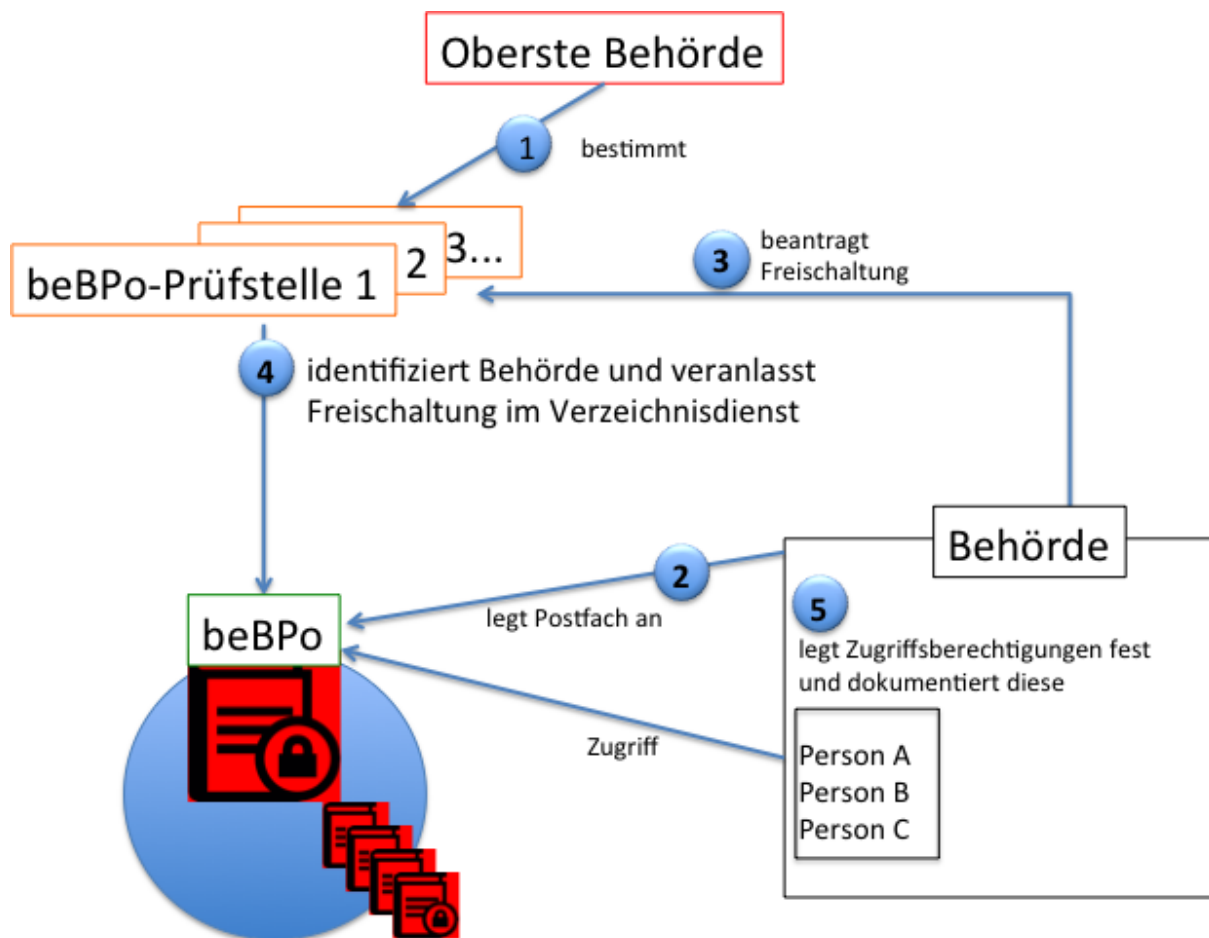 Oberste Behörde
1
bestimmt
3...
2
beBPo-Prüfstelle 1
3
beantragt
Freischaltung
4
identifiziert Behörde und veranlasst
Freischaltung im Verzeichnisdienst
Behörde
2
legt Postfach an
5
legt Zugriffsberechtigungen fest
und dokumentiert diese
beBPo
Zugriff
Person A
Person B
Person C